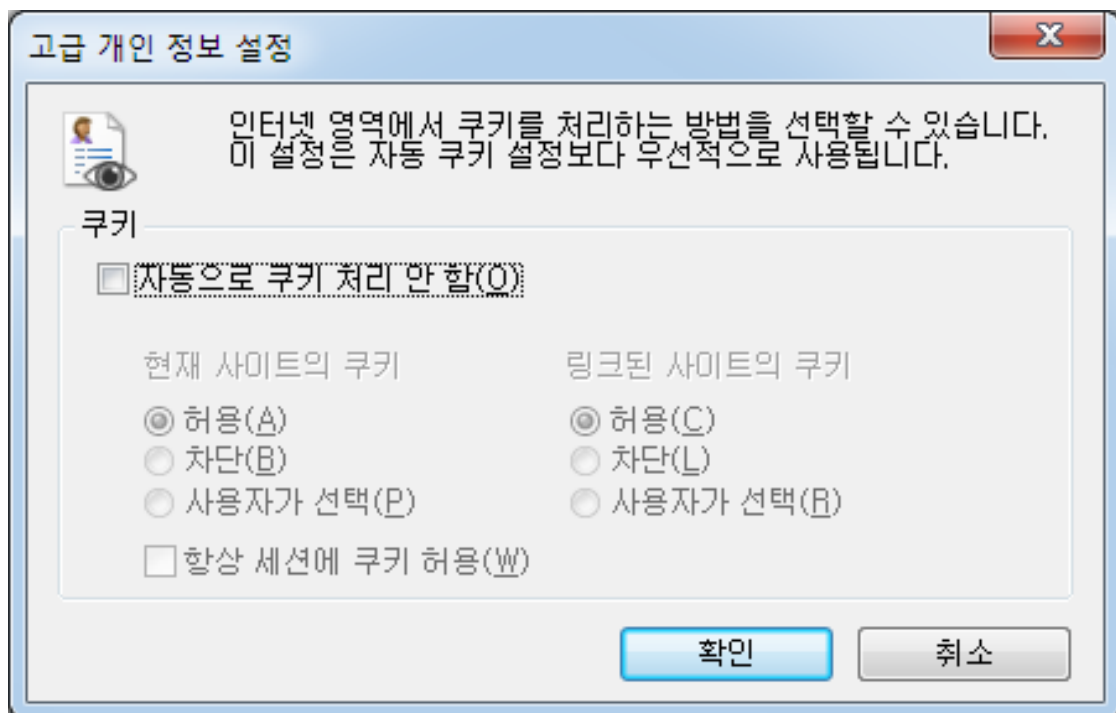 고급 개인 정보 설정
인터넷 영역에서 쿠키를 처리하는 방법을 선택할 수 있습니다.
이 설정은 자동 쿠키 설정보다 우선적으로 사용됩니다.
쿠키
자동으로 쿠키 처리 안 함(O)
현재 사이트의 쿠키
허용(A)
차단(B)
사용자가 선택(P)
링크된 사이트의 쿠키
허용(C)
차단(L)
사용자가 선택(R)
항상 세션에 쿠키 허용(W)
확인
취소